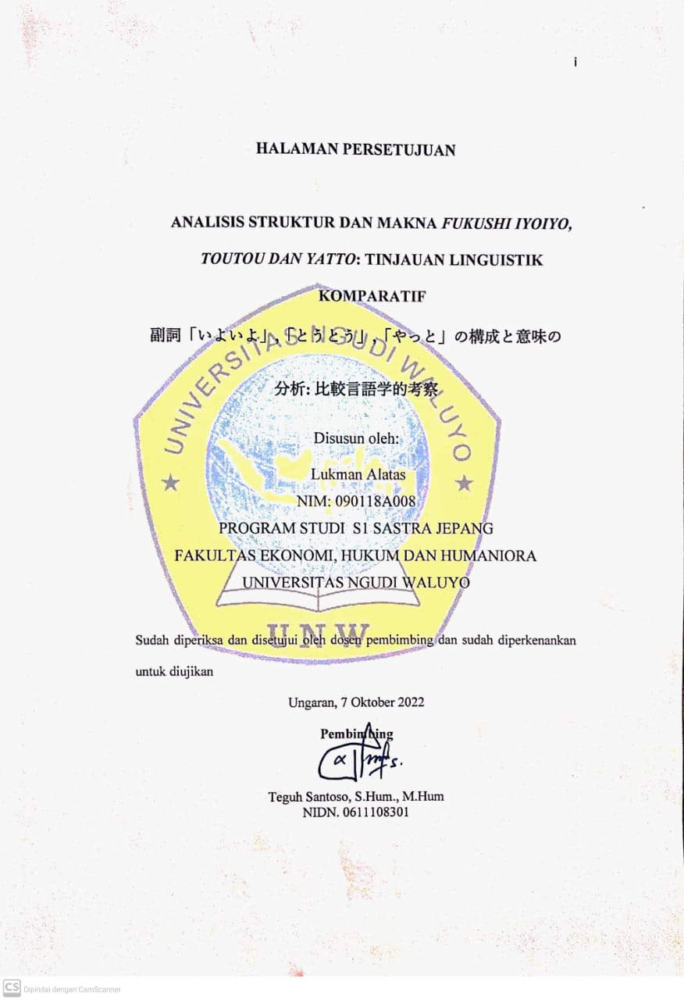 i
HALAMAN PERSETUJUAN
ANALISIS STRUKTUR DAN MAKNA FUKUSHI IYOIYO,
TOUTOU DAN YATTO: TINJAUAN LINGUISTIK
KOMPARATIF
副詞「いよいよ」,「とうとう」,「やっと」の構成と意味の
分析: 比較言語学的考察
UNIVERSITAS NGUDI WALUYO
Disusun oleh:
Lukman Alatas
NIM: 090118A008
PROGRAM STUDI S1 SASTRA JEPANG
FAKULTAS EKONOMI, HUKUM DAN HUMANIORA
UNIVERSITAS NGUDI WALUYO
U N W
Sudah diperiksa dan disetujui oleh dosen pembimbing dan sudah diperkenankan
untuk diujikan
Ungaran, 7 Oktober 2022
Pembimbing
Teguh Santoso, S.Hum., M.Hum
NIDN. 0611108301
CS Dipindai dengan CamScanner